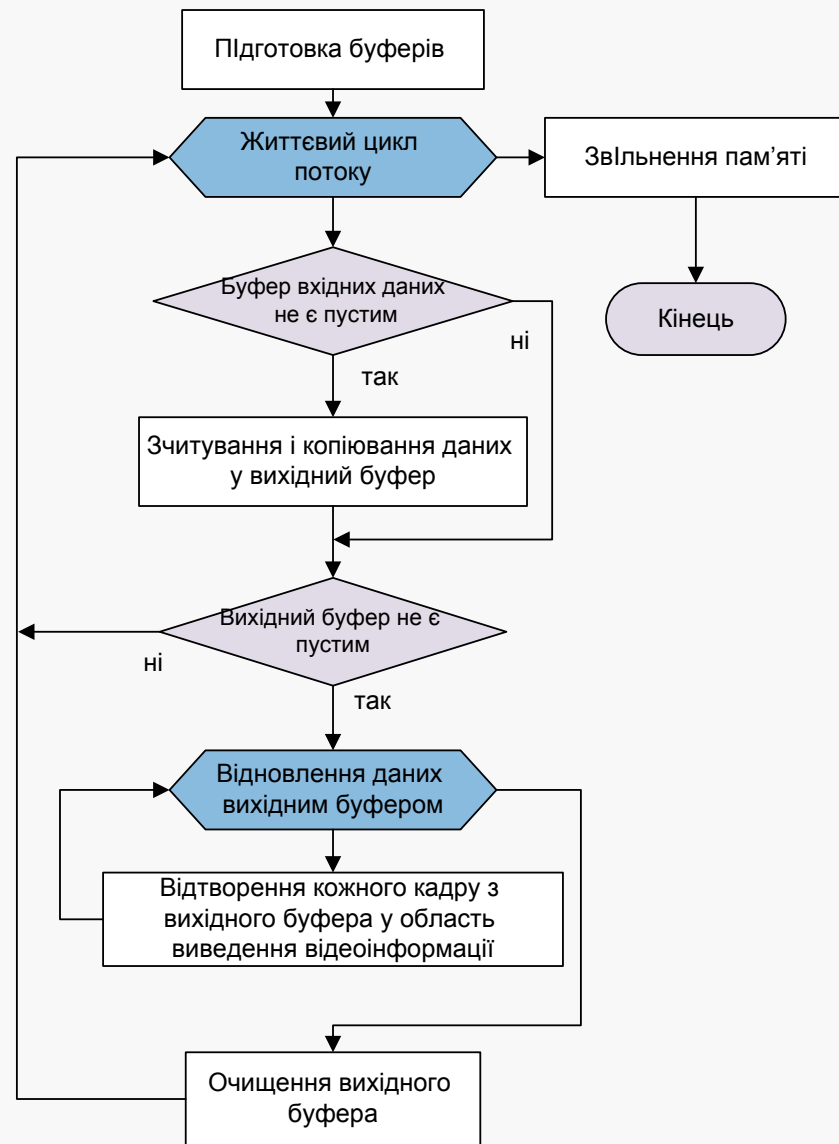 ПІдготовка буферів
Життєвий цикл
потоку
ЗвІльнення пам’яті
Буфер вхідних даних
не є пустим
Кінець
ні
так
Зчитування і копіювання даних
у вихідний буфер
Вихідний буфер не є
пустим
ні
так
Відновлення даних
вихідним буфером
Відтворення кожного кадру з
вихідного буфера у область
виведення відеоінформації
Очищення вихідного
буфера